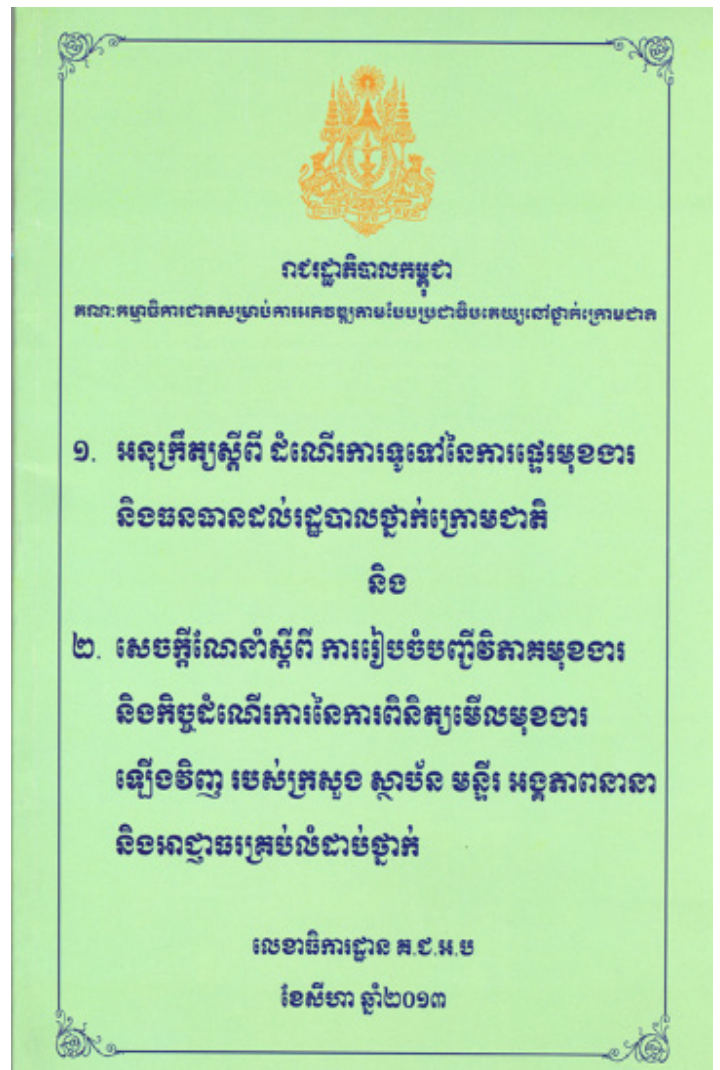 រាជរដ្ឋាភិបាលកម្ពុជា
គណៈកម្មាធិការជាតិសម្រាប់ការអភិវឌ្ឍតាមបែបប្រជាធិបតេយ្យនៅថ្នាក់ក្រោមជាតិ
១. អនុក្រឹត្យស្តីពី ដំណើរការទូទៅនៃការផ្ទេរមុខងារ
និងធនធានដល់រដ្ឋបាលថ្នាក់ក្រោមជាតិ
និង
២. សេចក្តីណែនាំស្តីពី ការរៀបចំបញ្ជីវិភាគមុខងារ
និងកិច្ចដំណើរការនៃការពិនិត្យមើលមុខងារ
ឡើងវិញ របស់ក្រសួង ស្ថាប័ន មន្ទីរ អង្គភាពនានា
និងអាជ្ញាធរគ្រប់លំដាប់ថ្នាក់
លេខាធិការដ្ឋាន គ.ជ.អ.ប
ខែសីហា ឆ្នាំ២០១៣